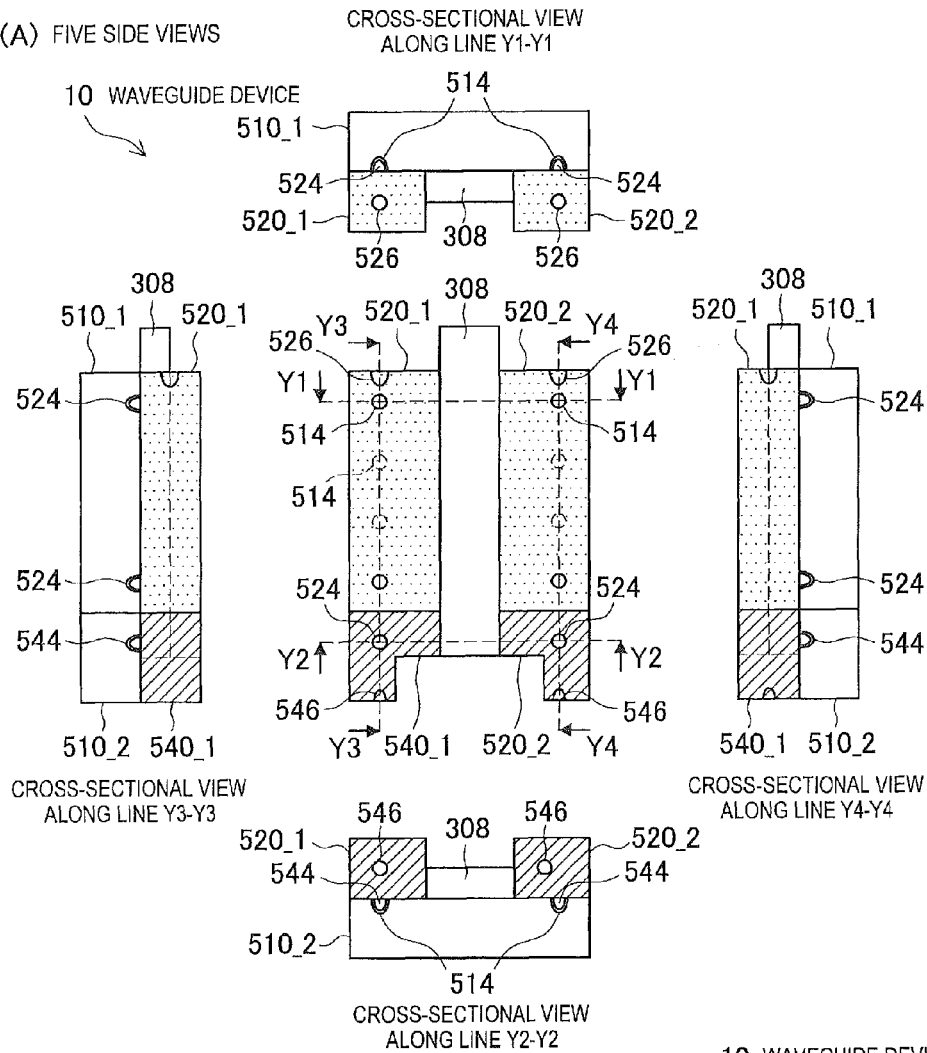 (A) FIVE SIDE VIEWS
CROSS-SECTIONAL VIEW
ALONG LINE Y1-Y1
10 WAVEGUIDE DEVICE
514
510_1
524
524
520_1
520_2
526
308
526
308
510_1
520_1
524
524
544
510_2
540_1
CROSS-SECTIONAL VIEW
ALONG LINE Y3-Y3
308
Y3
520_1
520_2
Y4
526
526
Y1
Y1
514
514
514
524
524
Y2
Y2
546
546
Y3
540_1
520_2
Y4
308
520_1
510_1
524
524
544
540_1
510_2
CROSS-SECTIONAL VIEW
ALONG LINE Y4-Y4
546
308
546
520_1
520_2
544
544
510_2
514
CROSS-SECTIONAL VIEW
ALONG LINE Y2-Y2